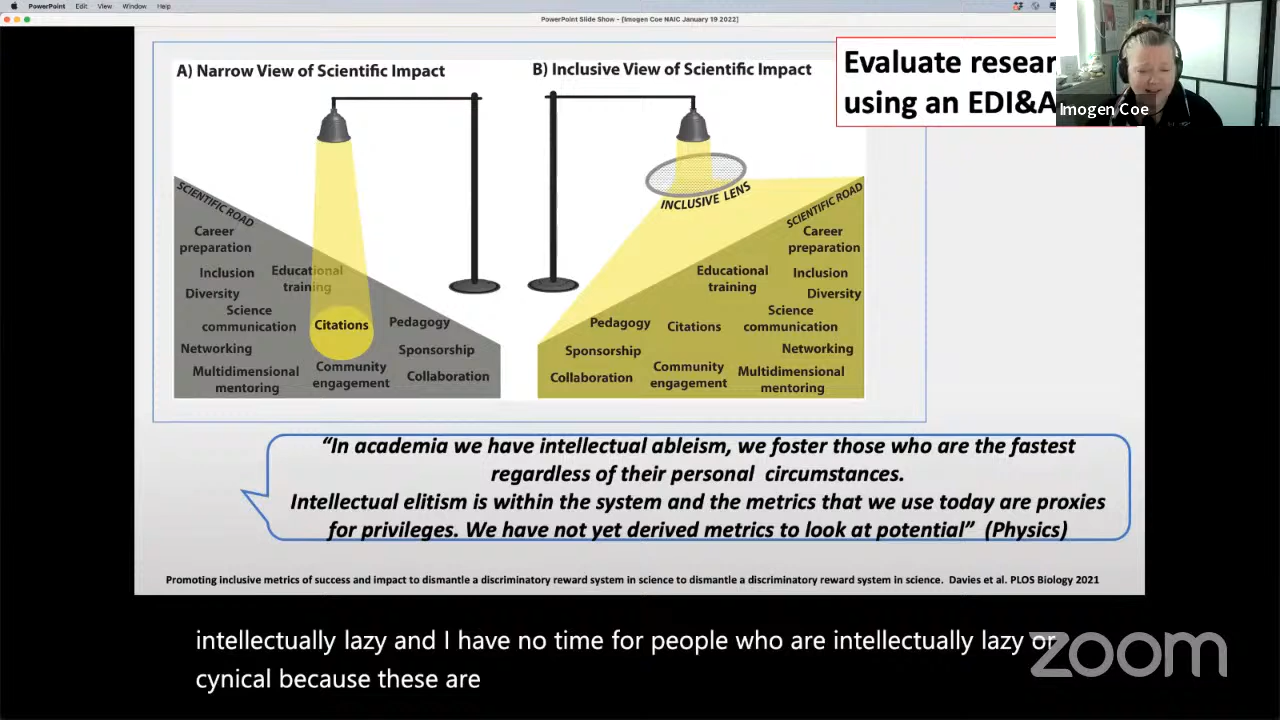 PowerPoint Edit View Window Help
PowerPoint Slide Show - [Imogen Coe NAIC January 19 2022]
A) Narrow View of Scientific Impact
SCIENTIFIC ROAD
Career
preparation
Inclusion
Educational
training
Diversity
Science
communication
Citations
Pedagogy
Networking
Sponsorship
Multidimensional
mentoring
Community
engagement
Collaboration
B) Inclusive View of Scientific Impact
INCLUSIVE LENS
SCIENTIFIC ROAD
Career
preparation
Educational
training
Inclusion
Diversity
Pedagogy
Citations
Science
communication
Sponsorship
Networking
Collaboration
Community
engagement
Multidimensional
mentoring
Evaluate resear
using an EDI&A
Imogen Coe
“In academia we have intellectual ableism, we foster those who are the fastest
regardless of their personal circumstances.
Intellectual elitism is within the system and the metrics that we use today are proxies
for privileges. We have not yet derived metrics to look at potential” (Physics)
Promoting inclusive metrics of success and impact to dismantle a discriminatory reward system in science to dismantle a discriminatory reward system in science. Davies et al. PLOS Biology 2021
intellectually lazy and I have no time for people who are intellectually lazy or
cynical because these are
zoom